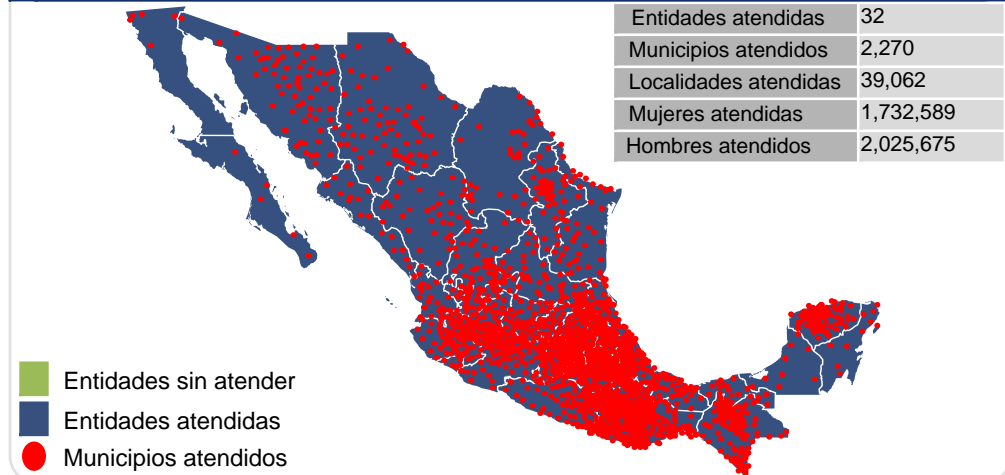 Entidades atendidas 32
Municipios atendidos 2,270
Localidades atendidas 39,062
Mujeres atendidas 1,732,589
Hombres atendidos 2,025,675
Entidades sin atender
Entidades atendidas
Municipios atendidos